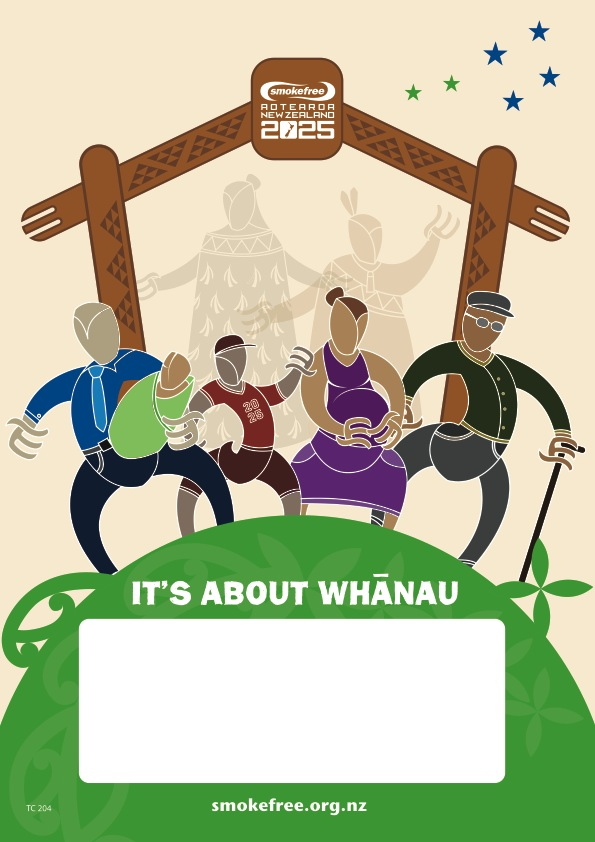 smokefree
AOTEAROA
NEW ZEALAND
2025
20
25
IT'S ABOUT WHĀNAU
TC 204
smokefree.org.nz